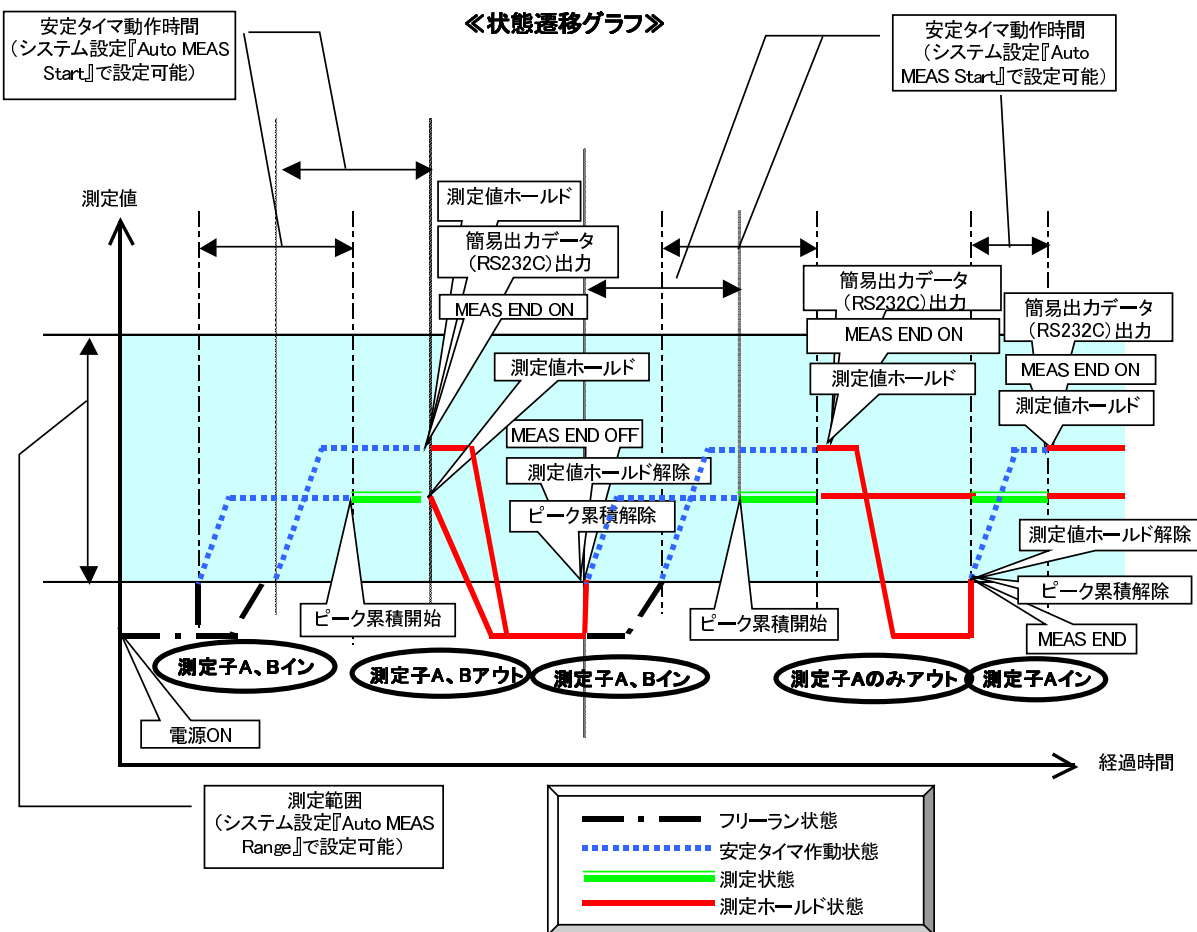 ≪状態遷移グラフ≫
安定タイマ動作時間
（システム設定『Auto MEAS
Start』で設定可能）
安定タイマ動作時間
（システム設定『Auto
MEAS Start』で設定可能）
測定値
測定値ホールド
簡易出力データ
（RS232C）出力
MEAS END ON
測定値ホールド
MEAS END OFF
測定値ホールド解除
ピーク累積解除
簡易出力データ
（RS232C）出力
MEAS END ON
測定値ホールド
簡易出力データ
（RS232C）出力
MEAS END ON
測定値ホールド
測定値ホールド解除
ピーク累積解除
MEAS END
ピーク累積開始
ピーク累積開始
測定子A、Bイン
測定子A、Bアウト
測定子A、Bイン
測定子Aのみアウト
測定子Aイン
電源ON
経過時間
測定範囲
（システム設定『Auto MEAS
Range』で設定可能）
フリーラン状態
安定タイマ作動状態
測定状態
測定ホールド状態